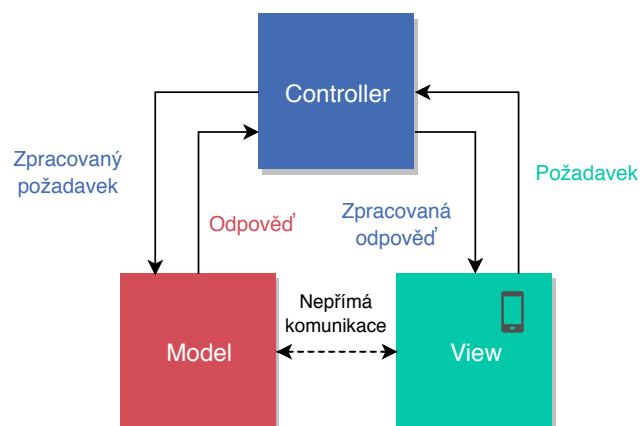 Controller
Zpracovaný
požadavek
Požadavek
Odpověď
Zpracovaná
odpověď
Nepřímá
komunikace
Model
View